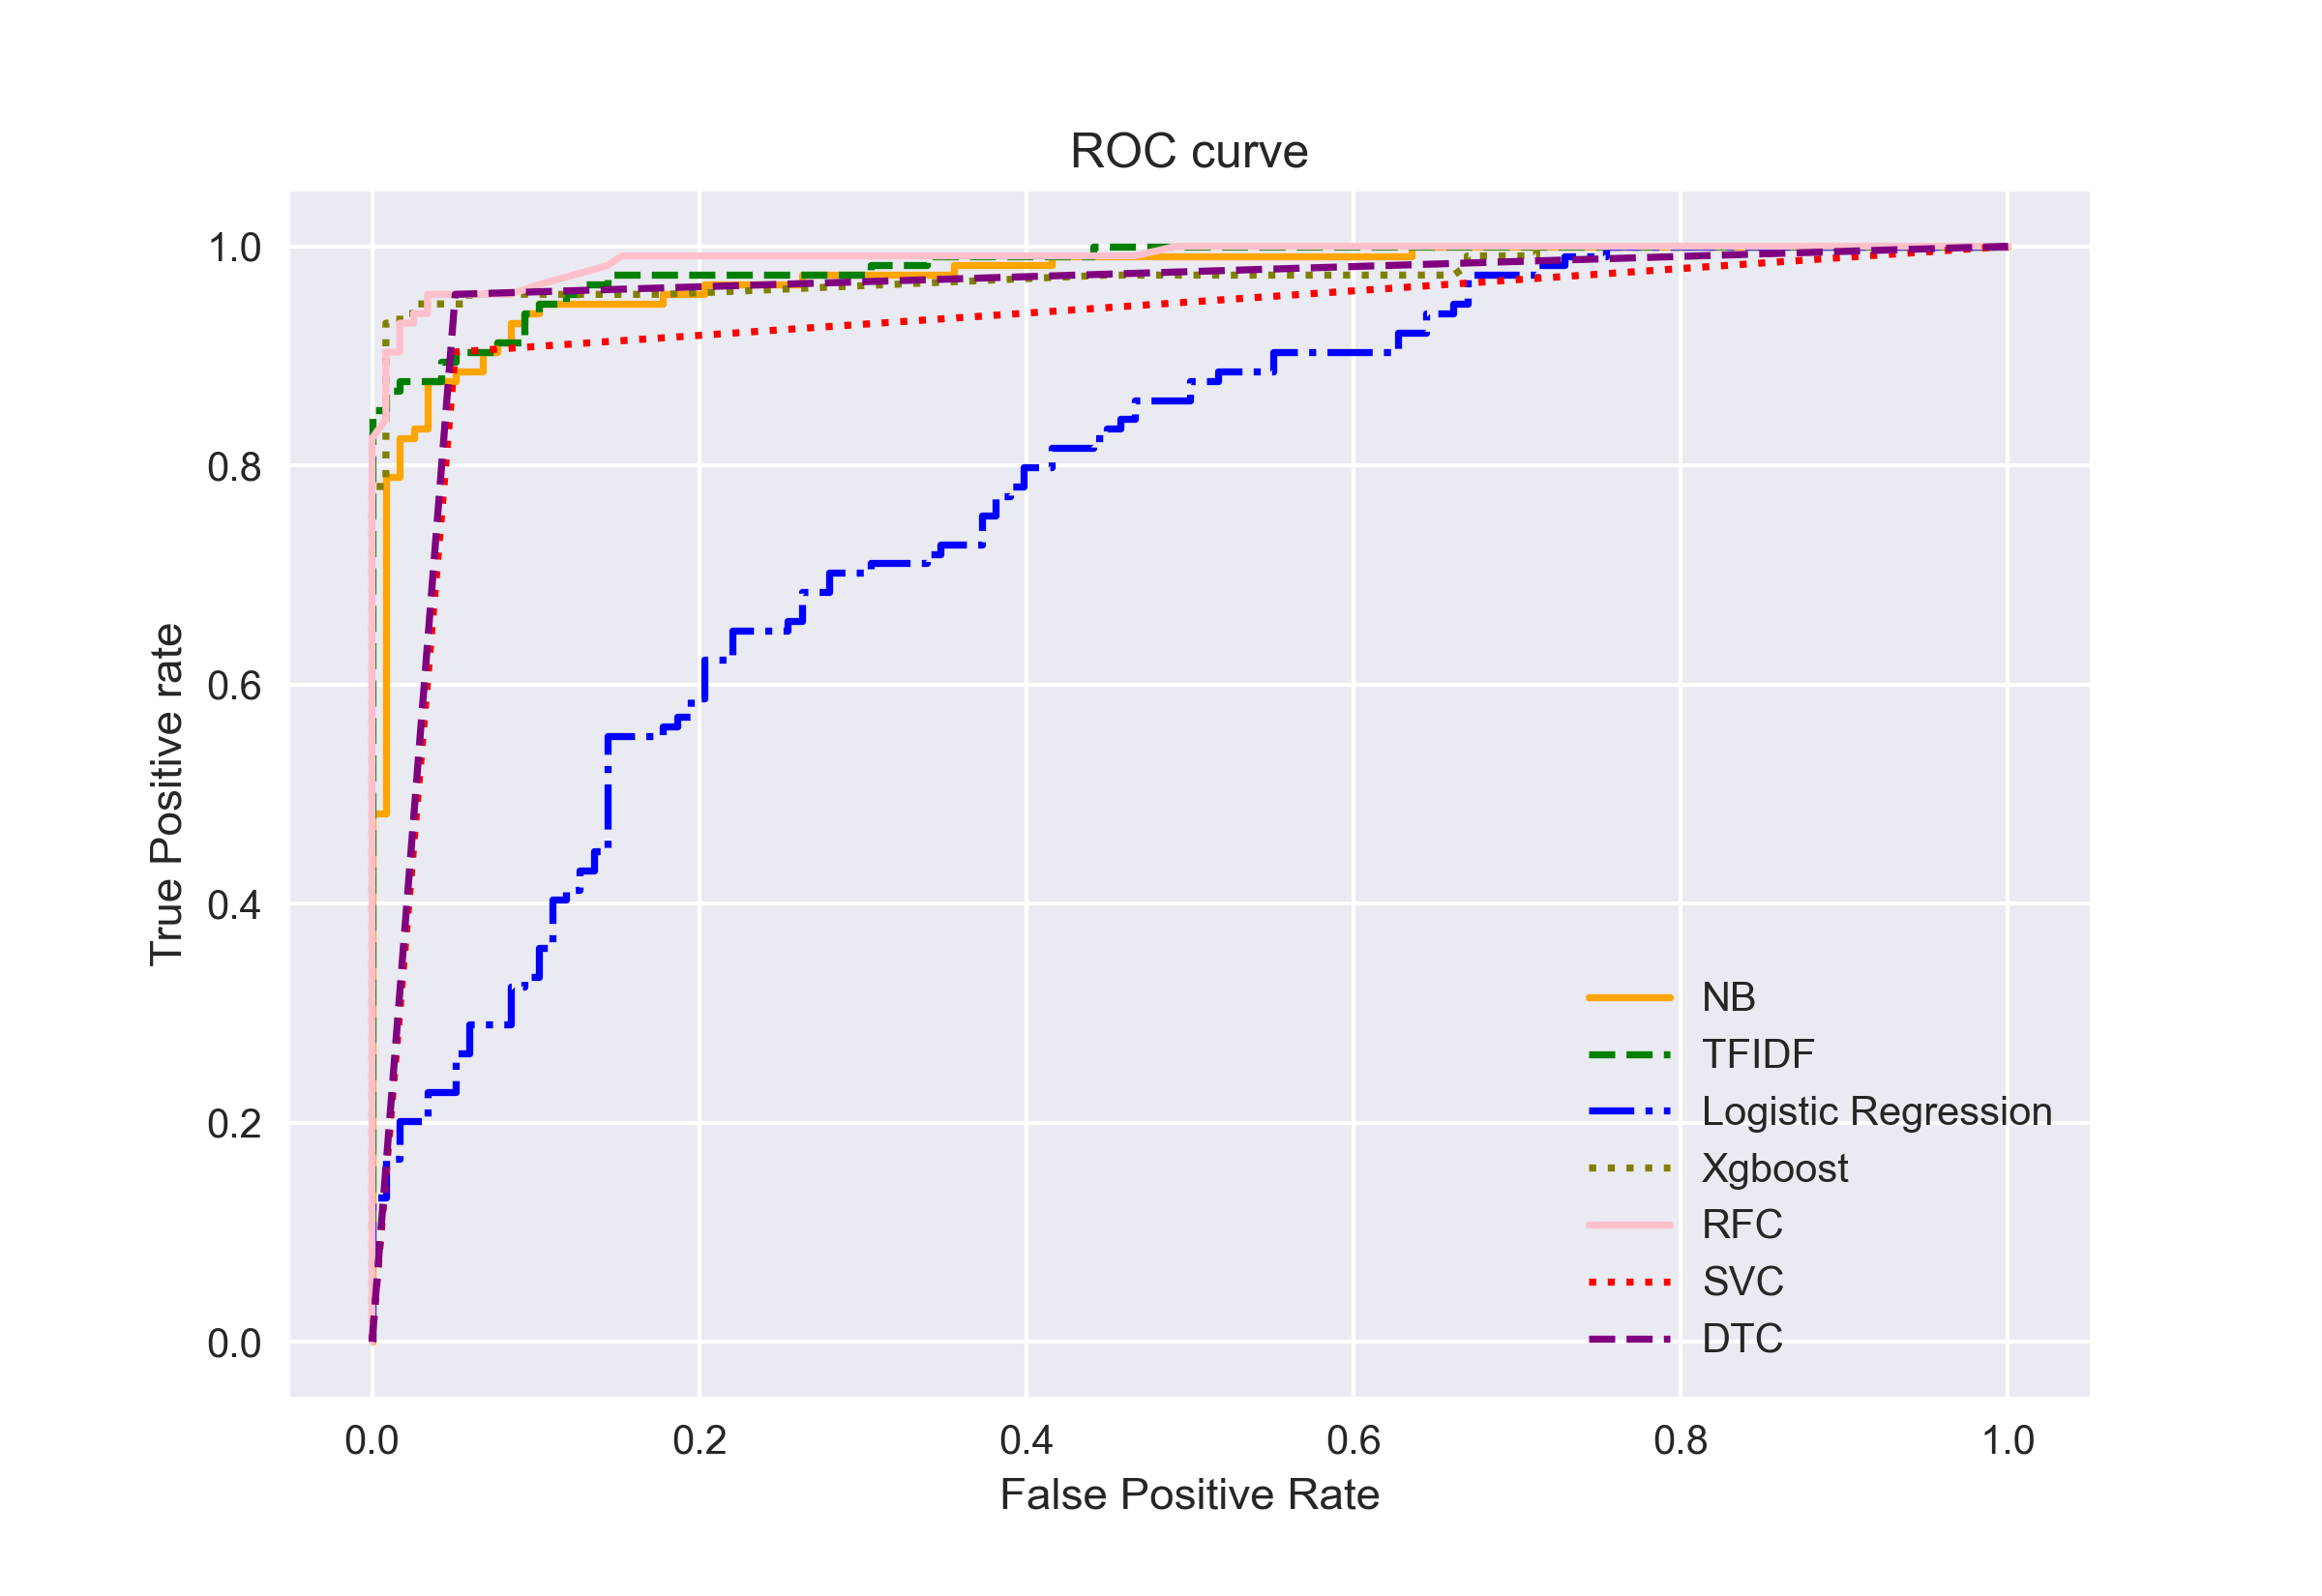 ROC curve
1.0
0.8
0.6
0.4
0.2
0.0
True Positive rate
NB
TFIDF
Logistic Regression
Xgboost
RFC
SVC
DTC
0.0 0.2 0.4 0.6 0.8 1.0
False Positive Rate